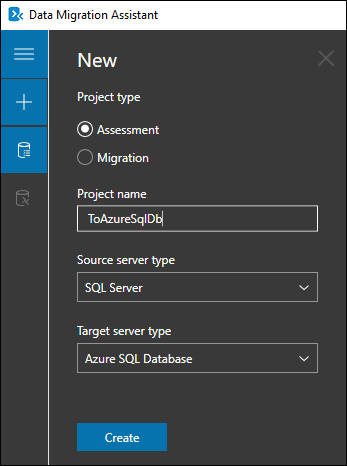 Data Migration Assistant
New
Project type
Assessment
Migration
Project name
ToAzureSqlDb
Source server type
SQL Server
Target server type
Azure SQL Database
Create